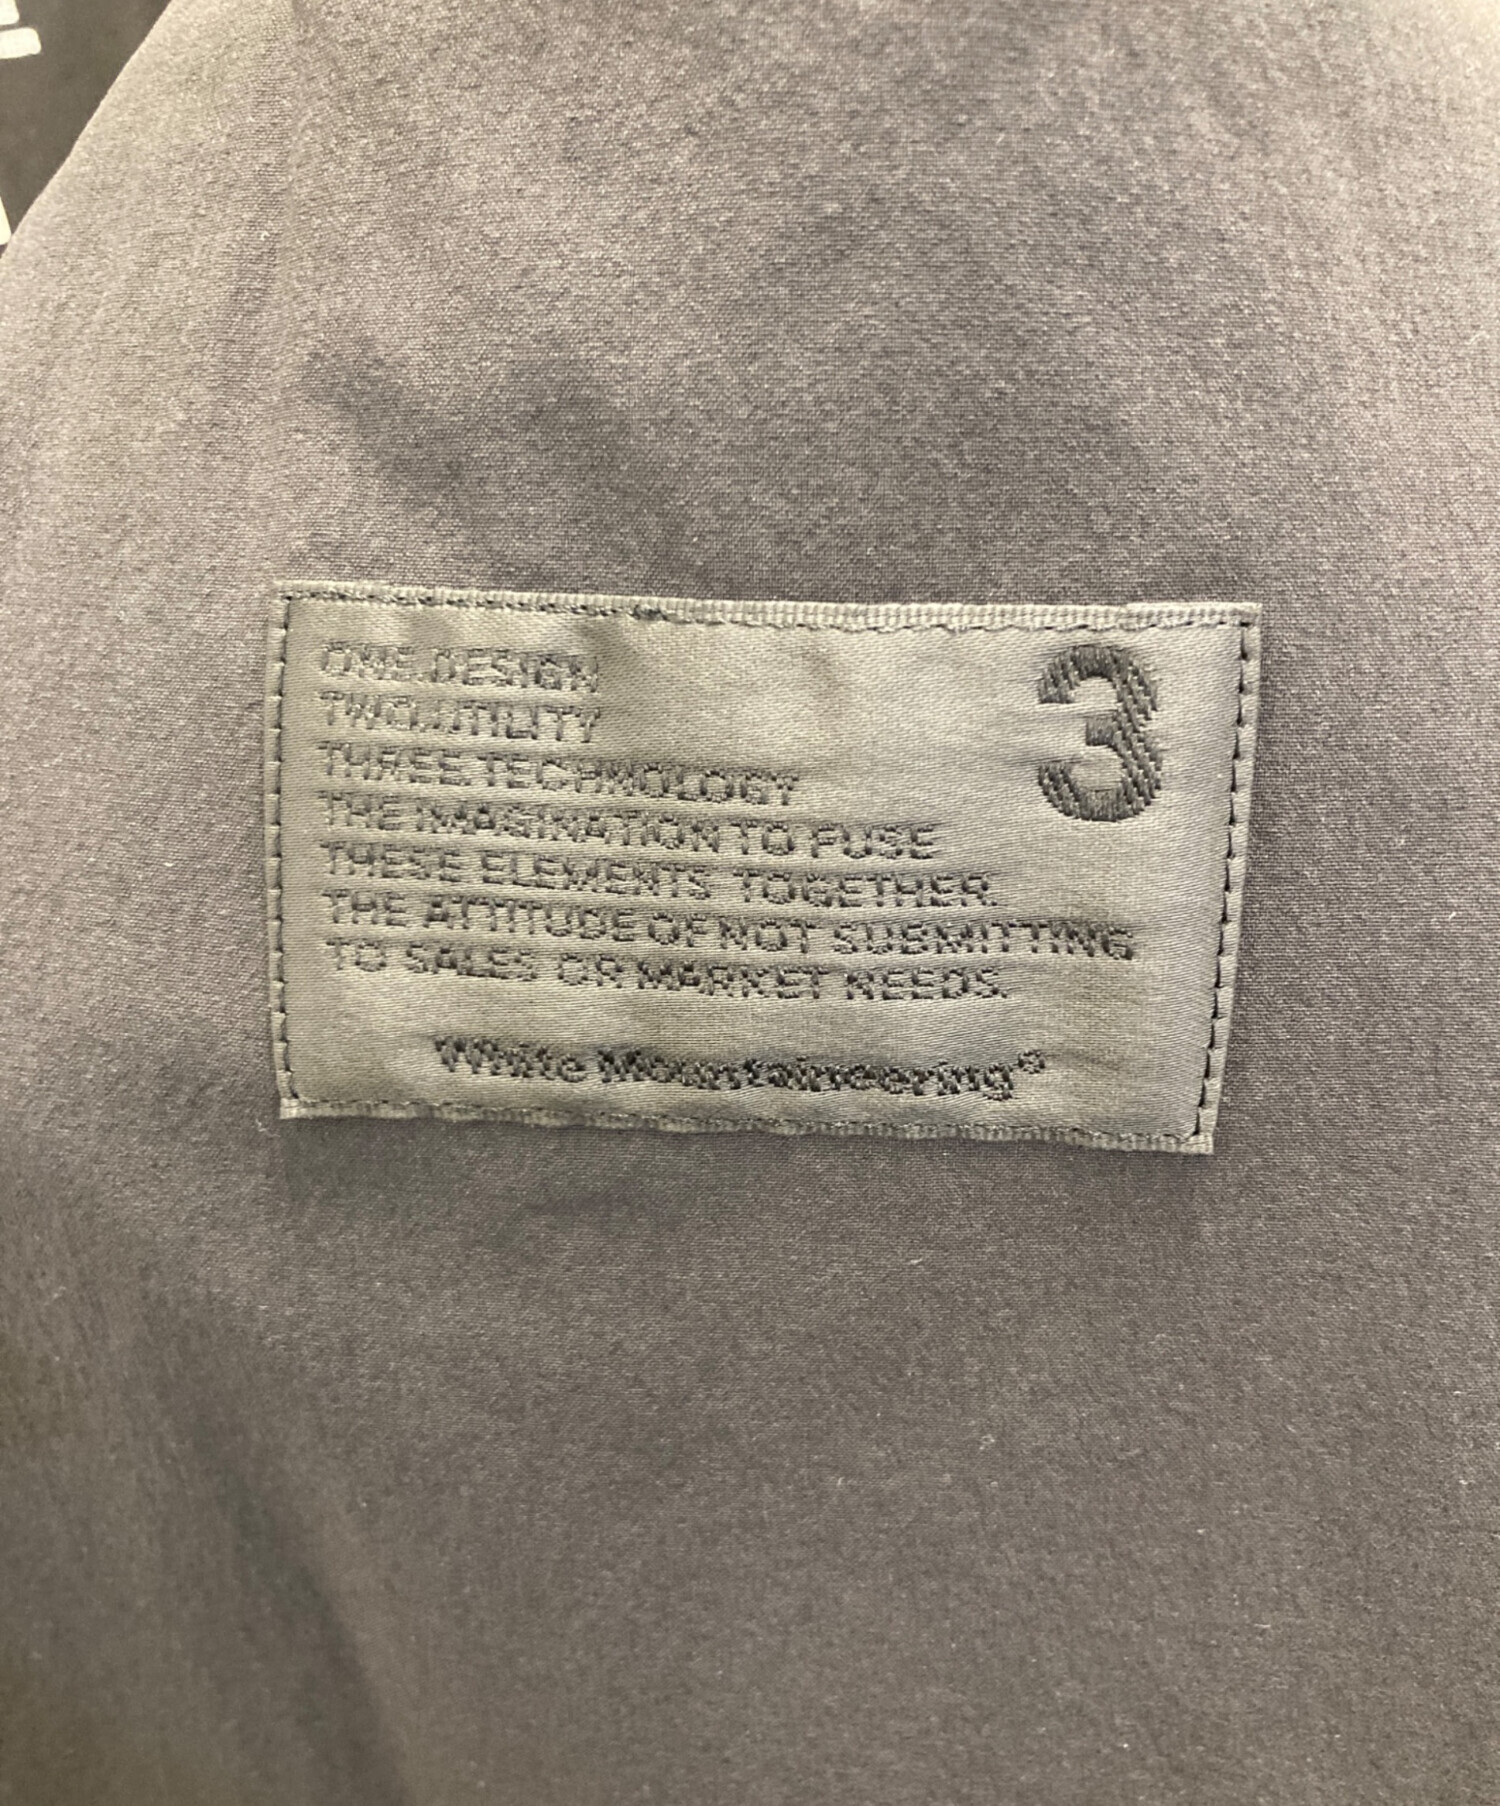 ONE.DESIGN
TWO.UTILITY
THREE.TECHNOLOGY
THE IMAGINATION TO FUSE
THESE ELEMENTS TOGETHER.
THE ATTITUDE OF NOT SUBMITTING
TO SALES OR MARKET NEEDS.
3
White Mountaineering®